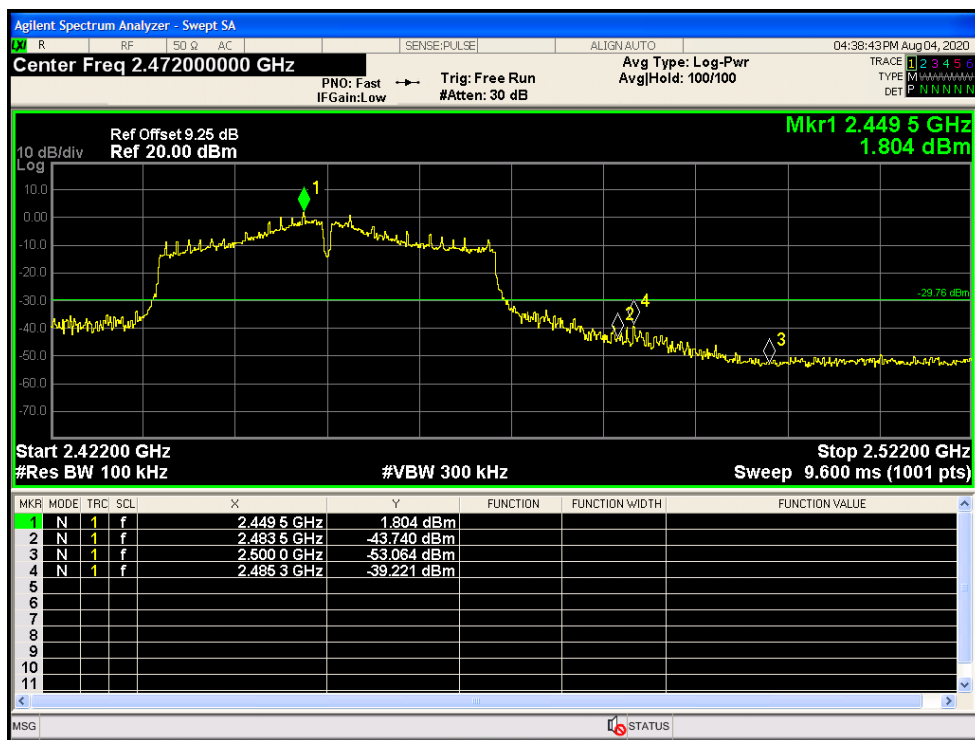 Agilent Spectrum Analyzer - Swept SA
LXI R RF 50 Ω AC SENSE:PULSE ALIGN AUTO 04:38:43 PM Aug 04, 2020
Center Freq 2.472000000 GHz
PNO: Fast
IFGain:Low
Trig: Free Run
#Atten: 30 dB
Avg Type: Log-Pwr
Avg|Hold: 100/100
TRACE 1 2 3 4 5 6
TYPE M
DET P N N N N N
Mkr1 2.449 5 GHz
1.804 dBm
Ref Offset 9.25 dB
10 dB/div Ref 20.00 dBm
Log
10.0
0.00
-10.0
-20.0
-30.0
-40.0
-50.0
-60.0
-70.0
1
2
4
3
-29.76 dBm
Start 2.42200 GHz Stop 2.52200 GHz
#Res BW 100 kHz #VBW 300 kHz Sweep 9.600 ms (1001 pts)
MKR MODE TRC SCL X Y FUNCTION FUNCTION WIDTH FUNCTION VALUE
1 N 1 f 2.449 5 GHz 1.804 dBm
2 N 1 f 2.483 5 GHz -43.740 dBm
3 N 1 f 2.500 0 GHz -53.064 dBm
4 N 1 f 2.485 3 GHz -39.221 dBm
5
6
7
8
9
10
11
MSG STATUS